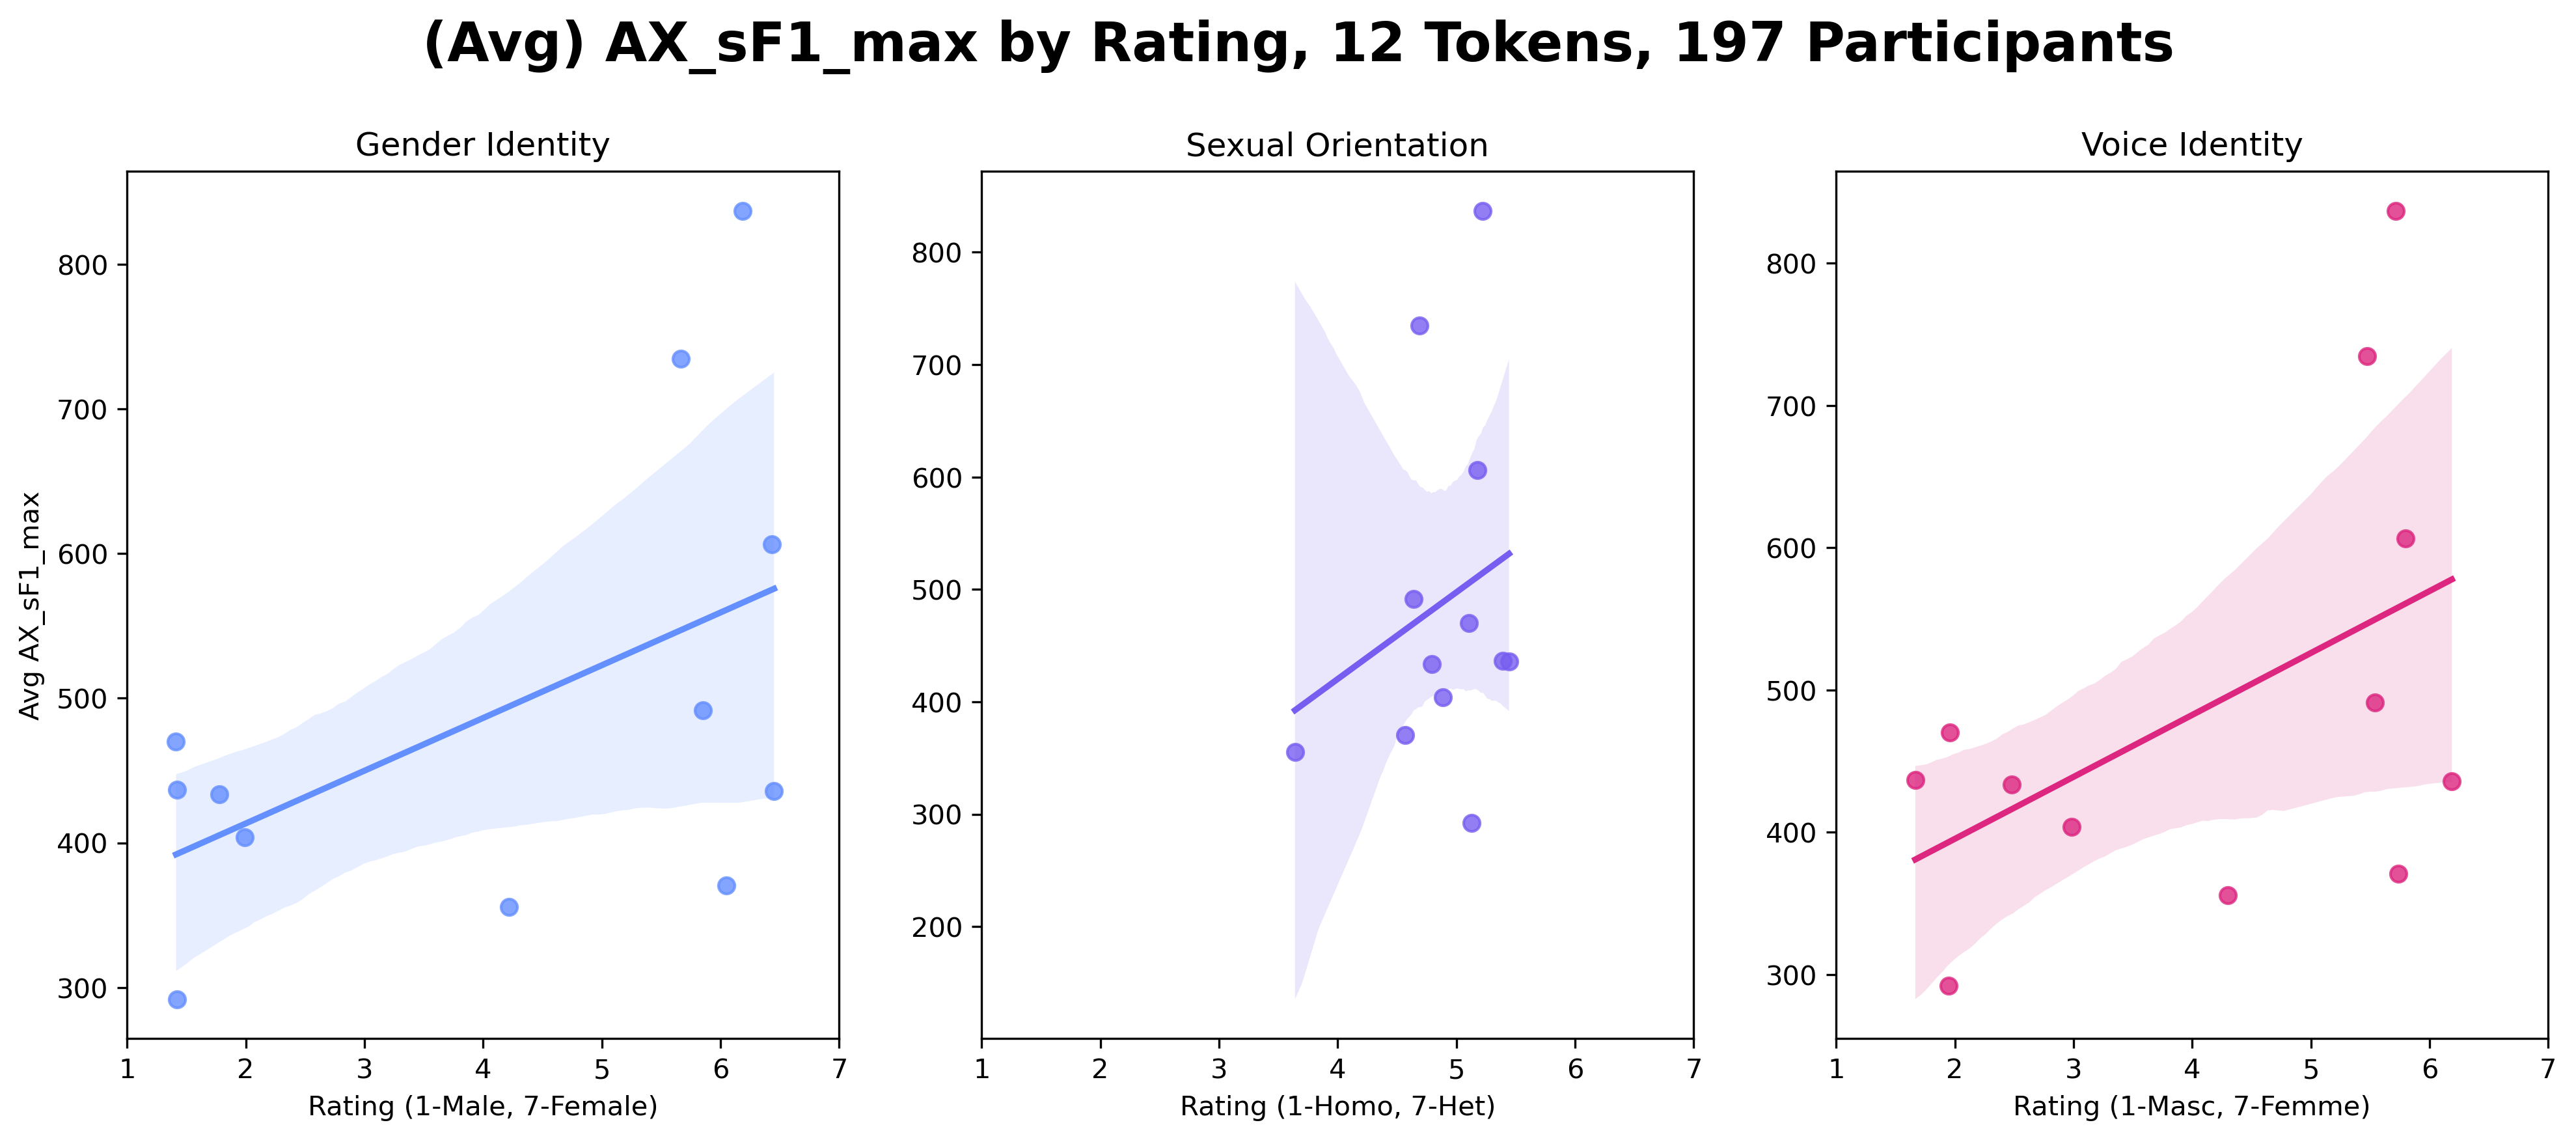 (Avg) AX_sF1_max by Rating, 12 Tokens, 197 Participants
Gender Identity
Avg AX_sF1_max
800
700
600
500
400
300
1 2 3 4 5 6 7
Rating (1-Male, 7-Female)
Sexual Orientation
800
700
600
500
400
300
200
1 2 3 4 5 6 7
Rating (1-Homo, 7-Het)
Voice Identity
800
700
600
500
400
300
1 2 3 4 5 6 7
Rating (1-Masc, 7-Femme)